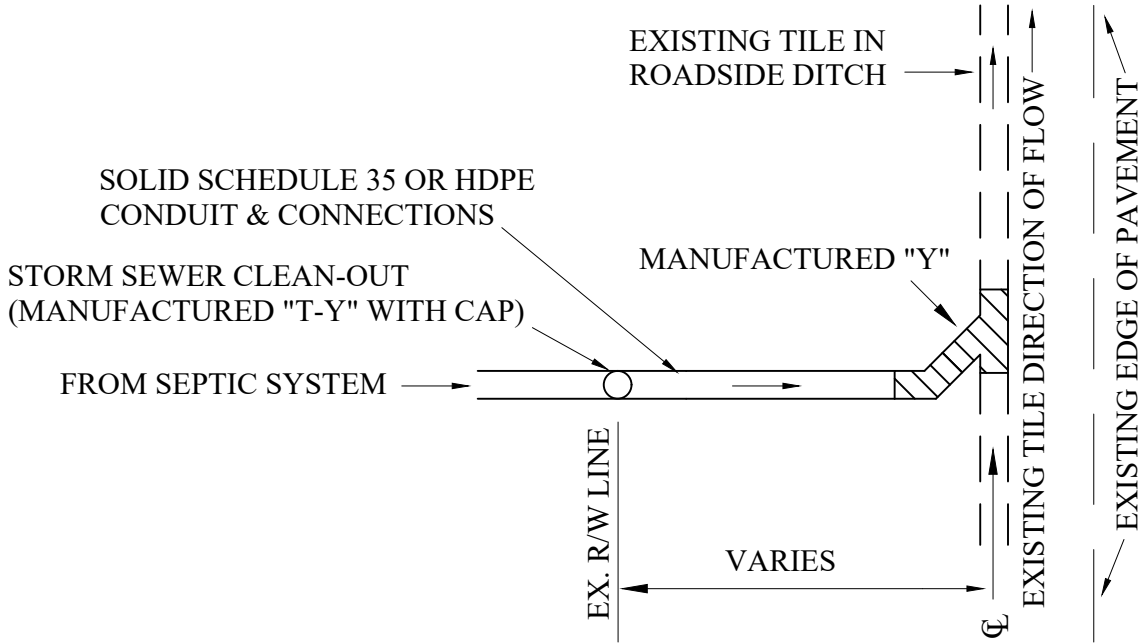 EXISTING TILE IN
ROADSIDE DITCH
SOLID SCHEDULE 35 OR HDPE
CONDUIT & CONNECTIONS
MANUFACTURED "Y"
STORM SEWER CLEAN-OUT
(MANUFACTURED "T-Y" WITH CAP)
FROM SEPTIC SYSTEM
EX. R/W LINE
VARIES
℄
EXISTING TILE DIRECTION OF FLOW
EXISTING EDGE OF PAVEMENT